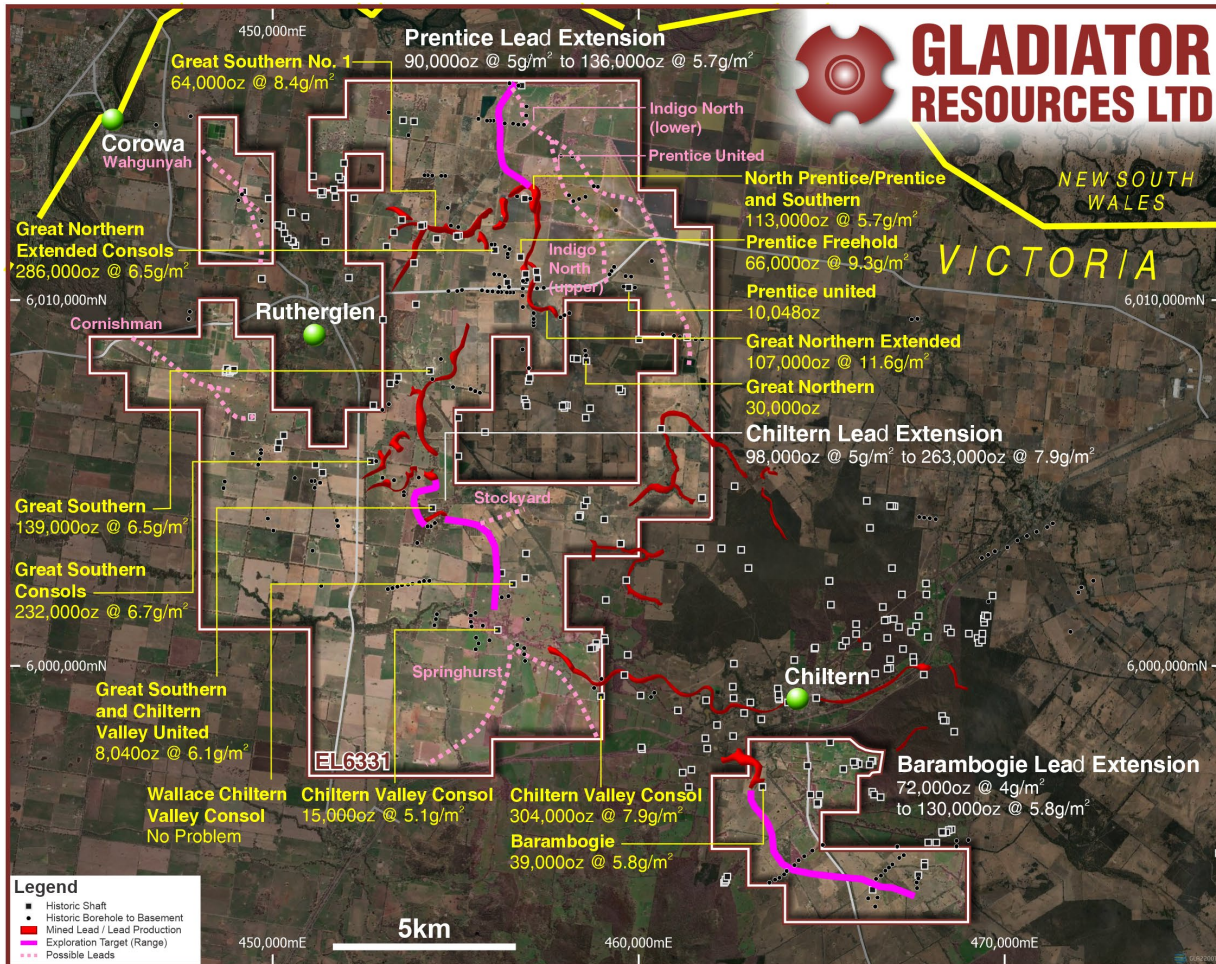 450,000mE
460,000mE
GLADIATOR
RESOURCES LTD
Prentice Lead Extension
90,000oz @ 5g/m² to 136,000oz @ 5.7g/m²
Great Southern No. 1
64,000oz @ 8.4g/m²
Corowa
Wahgunyah
Indigo North
(lower)
Prentice United
North Prentice/Prentice
and Southern
113,000oz @ 5.7g/m²
NEW SOUTH
WALES
VICTORIA
Great Northern
Extended Consols
286,000oz @ 6.5g/m²
Indigo
North
(upper)
Prentice Freehold
66,000oz @ 9.3g/m²
Prentice united
10,048oz
6,010,000mN
6,010,000mN
Rutherglen
Cornishman
Great Northern Extended
107,000oz @ 11.6g/m²
Great Northern
30,000oz
Chiltern Lead Extension
98,000oz @ 5g/m² to 263,000oz @ 7.9g/m²
Stockyard
Great Southern
139,000oz @ 6.5g/m²
Great Southern
Consols
232,000oz @ 6.7g/m²
6,000,000mN
6,000,000mN
Springhurst
Chiltern
Great Southern
and Chiltern
Valley United
8,040oz @ 6.1g/m²
EL6331
Barambogie Lead Extension
72,000oz @ 4g/m²
to 130,000oz @ 5.8g/m²
Wallace Chiltern
Valley Consol
No Problem
Chiltern Valley Consol
15,000oz @ 5.1g/m²
Chiltern Valley Consol
304,000oz @ 7.9g/m²
Barambogie
39,000oz @ 5.8g/m²
Legend
Historic Shaft
Historic Borehole to Basement
Mined Lead / Lead Production
Exploration Target (Range)
Possible Leads
5km
450,000mE
460,000mE
470,000mE